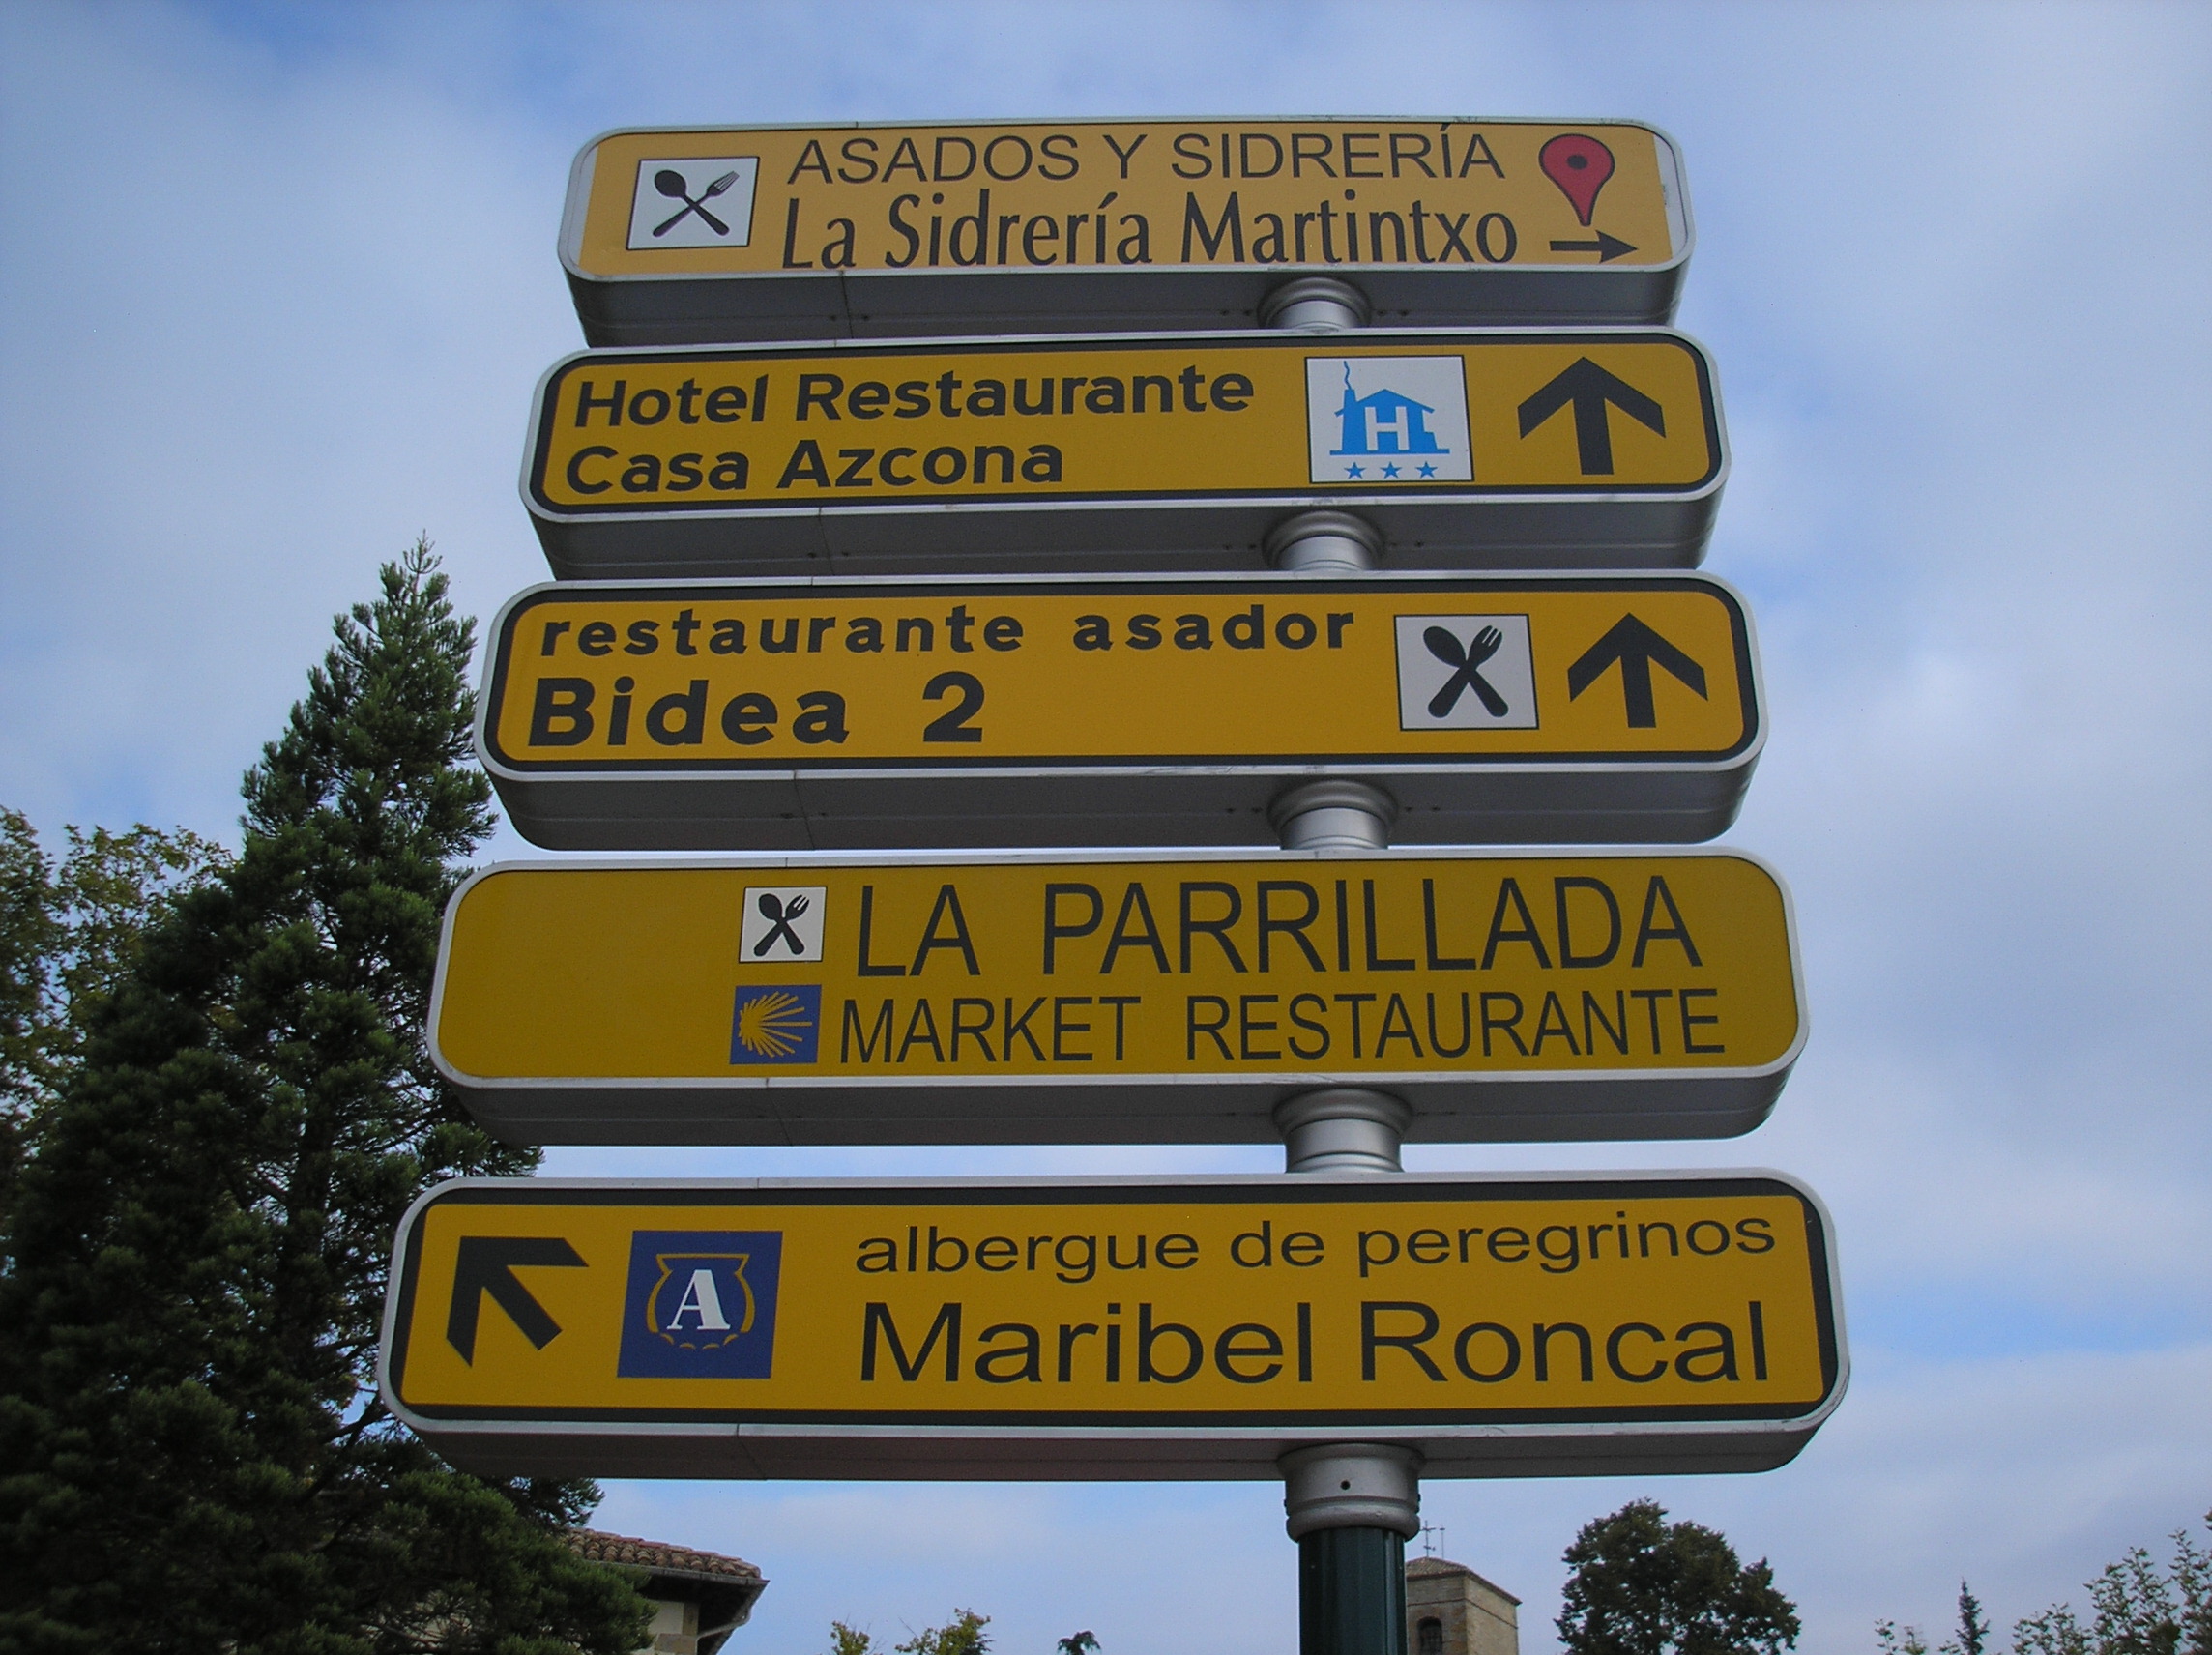 ASADOS Y SIDRERÍA
La Sidrería Martintxo
Hotel Restaurante
Casa Azcona
H
restaurante asador
Bidea 2
LA PARRILLADA
MARKET RESTAURANTE
albergue de peregrinos
A
Maribel Roncal